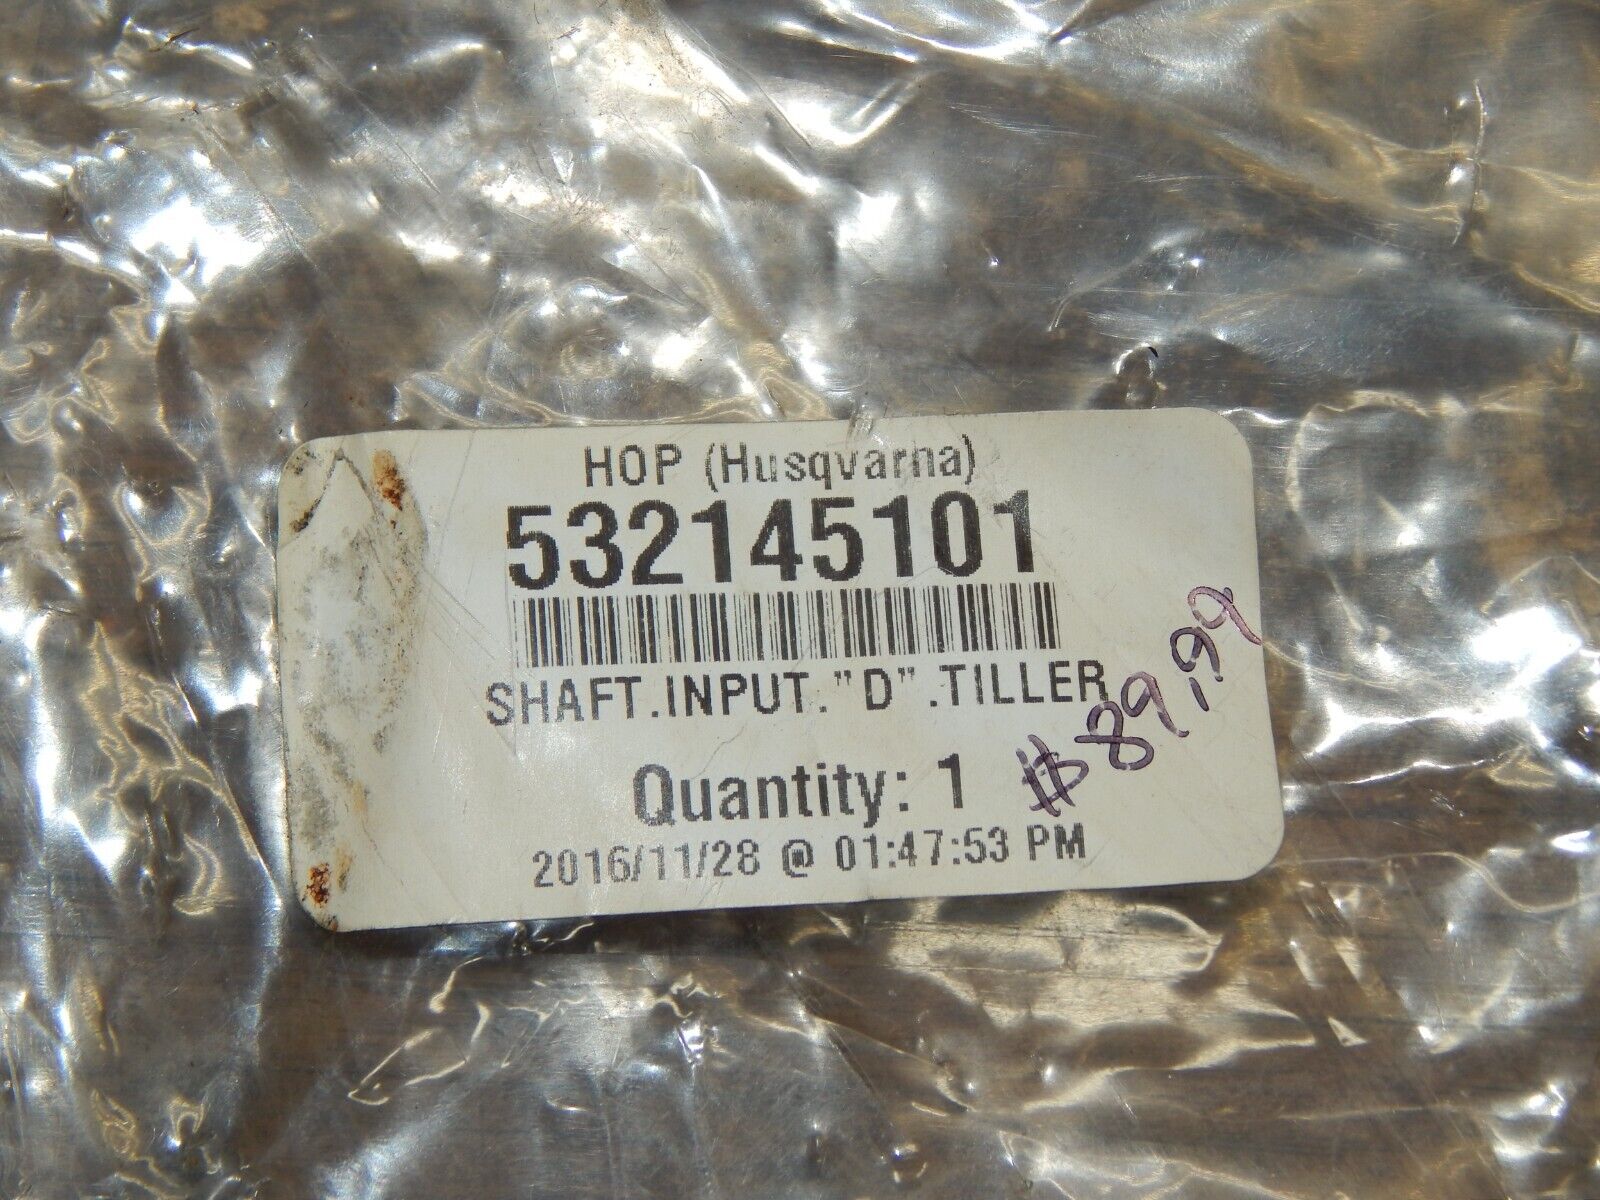 HOP (Husqvarna)
532145101
SHAFT.INPUT."D".TILLER
$89.99
Quantity: 1
2016/11/28 @ 01:47:53 PM